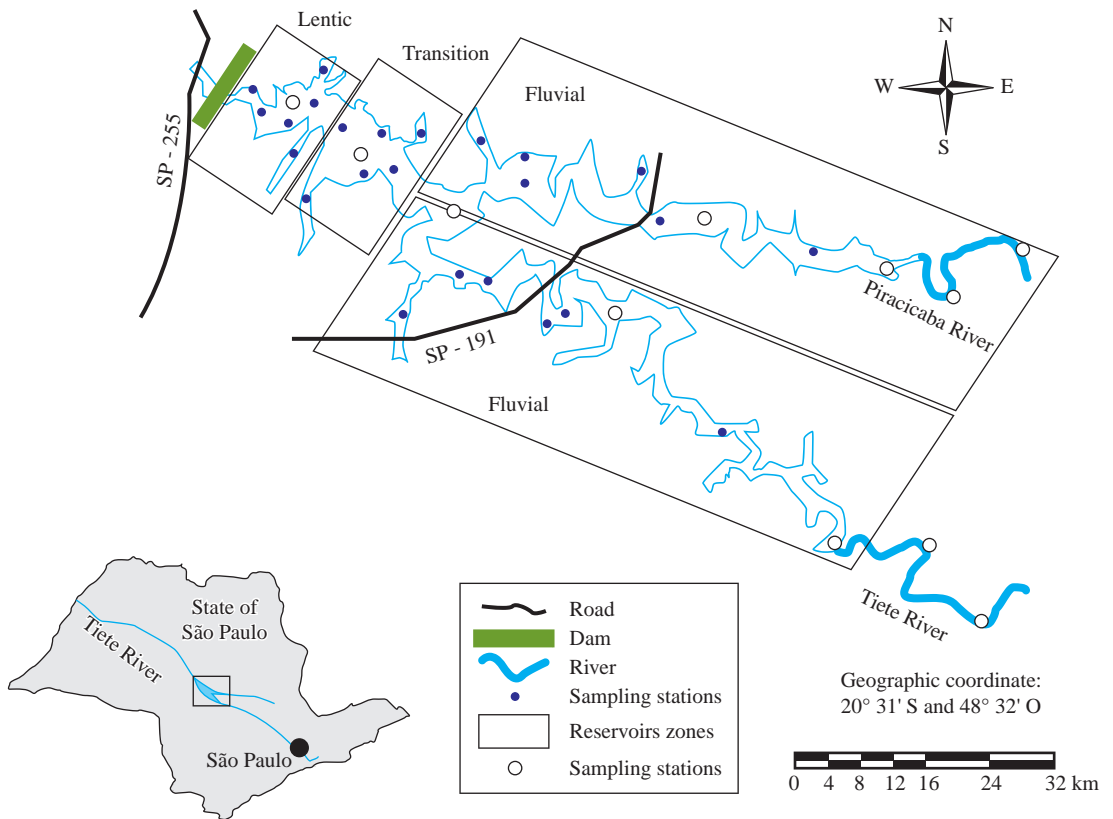 Lentic
Transition
Fluvial
N
W
E
S
SP - 255
Piracicaba River
SP - 191
Fluvial
Tiete River
State of
São Paulo
Tiete River
São Paulo
Road
Dam
River
Sampling stations
Reservoirs zones
Sampling stations
Geographic coordinate:
20° 31' S and 48° 32' O
0 4 8 12 16 24 32 km